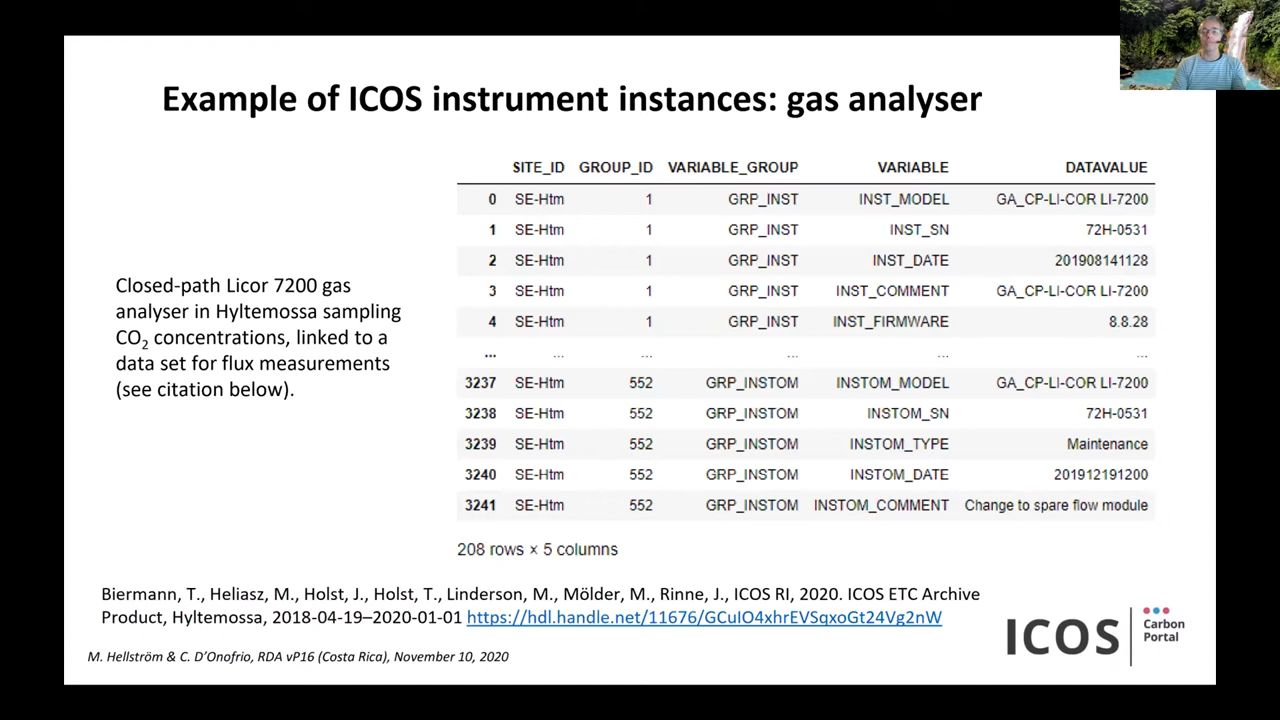 Example of ICOS instrument instances: gas analyser
SITE_ID GROUP_ID VARIABLE_GROUP VARIABLE DATAVALUE
0 SE-Htm 1 GRP_INST INST_MODEL GA_CP-LI-COR LI-7200
1 SE-Htm 1 GRP_INST INST_SN 72H-0531
2 SE-Htm 1 GRP_INST INST_DATE 201908141128
3 SE-Htm 1 GRP_INST INST_COMMENT GA_CP-LI-COR LI-7200
4 SE-Htm 1 GRP_INST INST_FIRMWARE 8.8.28
... ... ... ... ... ...
3237 SE-Htm 552 GRP_INSTOM INSTOM_MODEL GA_CP-LI-COR LI-7200
3238 SE-Htm 552 GRP_INSTOM INSTOM_SN 72H-0531
3239 SE-Htm 552 GRP_INSTOM INSTOM_TYPE Maintenance
3240 SE-Htm 552 GRP_INSTOM INSTOM_DATE 201912191200
3241 SE-Htm 552 GRP_INSTOM INSTOM_COMMENT Change to spare flow module
208 rows × 5 columns
Closed-path Licor 7200 gas
analyser in Hyltemossa sampling
CO₂ concentrations, linked to a
data set for flux measurements
(see citation below).
Biermann, T., Heliasz, M., Holst, J., Holst, T., Linderson, M., Mölder, M., Rinne, J., ICOS RI, 2020. ICOS ETC Archive
Product, Hyltemossa, 2018-04-19–2020-01-01 https://hdl.handle.net/11676/GCuIO4xhrEVSqxoGt24Vg2nW
M. Hellström & C. D'Onofrio, RDA vP16 (Costa Rica), November 10, 2020
ICOS
Carbon
Portal